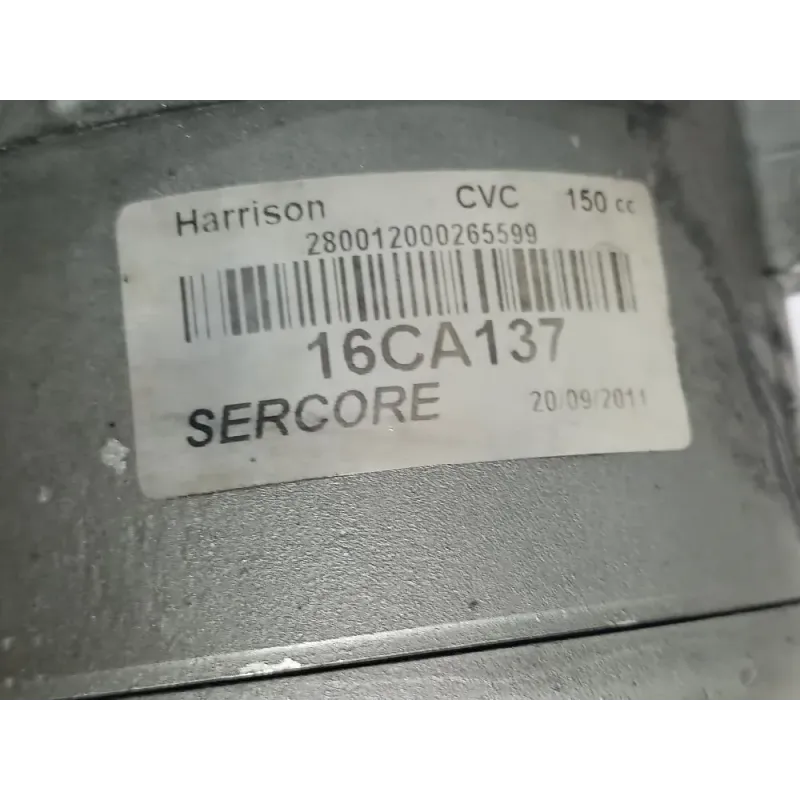 Harrison CVC 150 cc
280012000265599
16CA137
SERCORE 20/09/2011